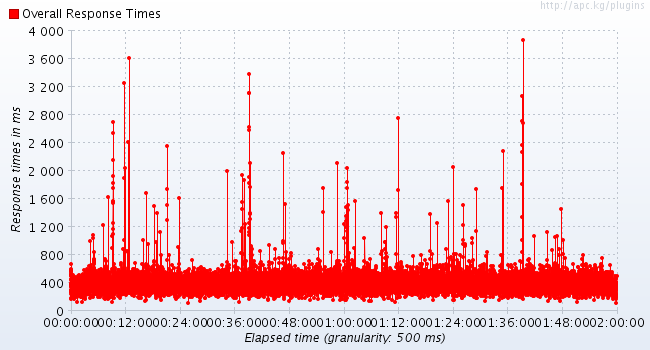 http://apc.kg/plugins
Overall Response Times
4 000
3 600
3 200
2 800
2 400
2 000
1 600
1 200
800
400
0
Response times in ms
00:00:00 00:12:00 00:24:00 00:36:00 00:48:00 01:00:00 01:12:00 01:24:00 01:36:00 01:48:00 02:00:00
Elapsed time (granularity: 500 ms)